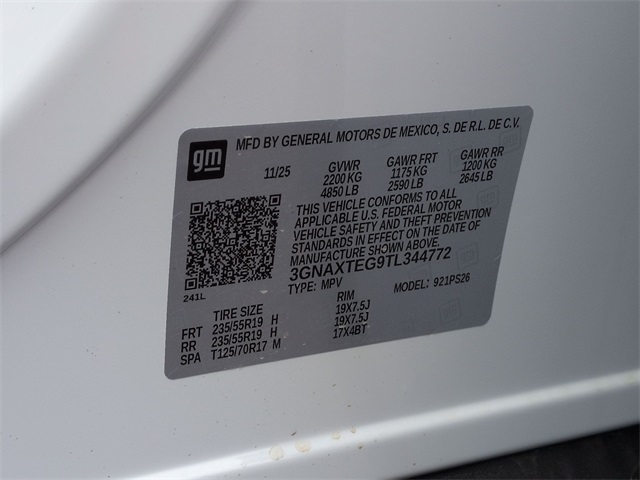 gm
MFD BY GENERAL MOTORS DE MEXICO, S. DE R.L. DE C.V.
11/25 GVWR GAWR FRT GAWR RR
2200 KG 1175 KG 1200 KG
4850 LB 2590 LB 2645 LB
THIS VEHICLE CONFORMS TO ALL
APPLICABLE U.S. FEDERAL MOTOR
VEHICLE SAFETY AND THEFT PREVENTION
STANDARDS IN EFFECT ON THE DATE OF
MANUFACTURE SHOWN ABOVE.
3GNAXTEG9TL344772
TYPE: MPV MODEL: 921PS26
241L
TIRE SIZE RIM
FRT 235/55R19 H 19X7.5J
RR 235/55R19 H 19X7.5J
SPA T125/70R17 M 17X4BT